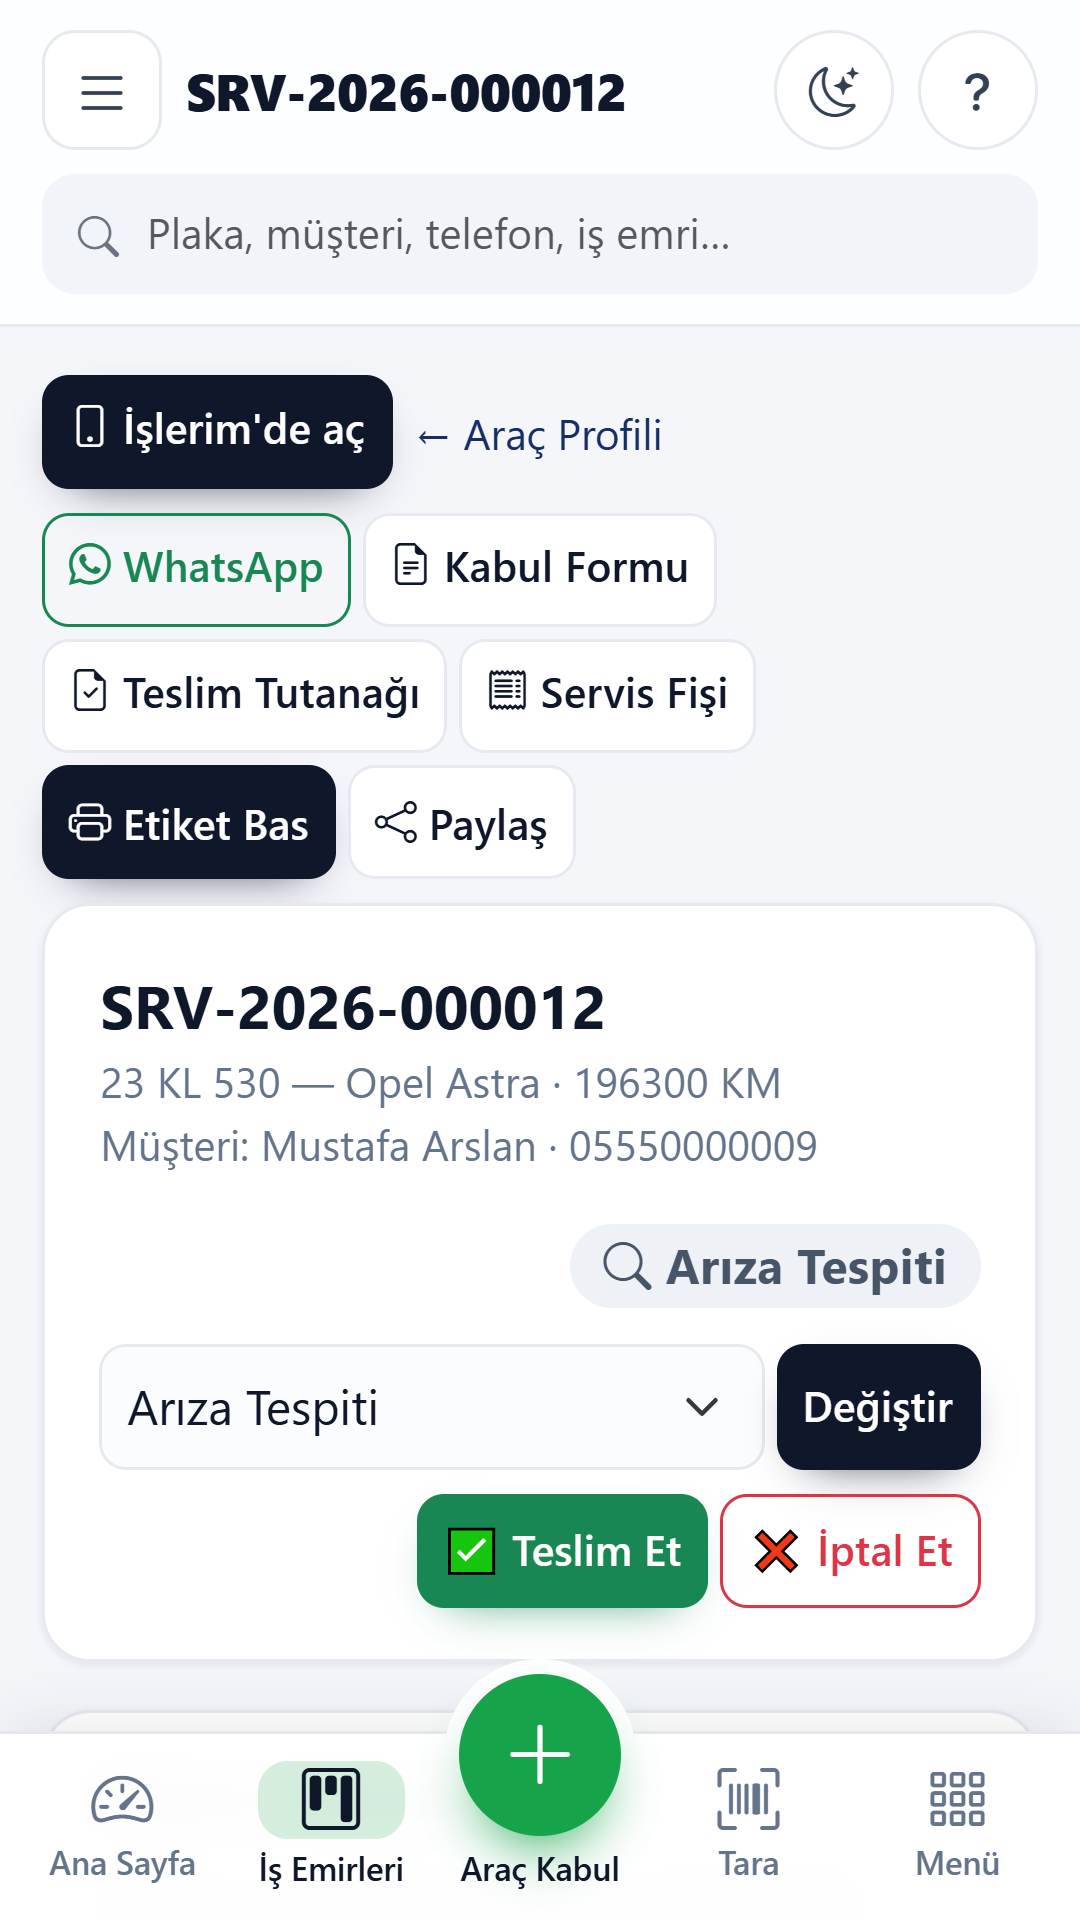 SRV-2026-000012
?
Plaka, müşteri, telefon, iş emri...
İşlerim'de aç
← Araç Profili
WhatsApp
Kabul Formu
Teslim Tutanağı
Servis Fişi
Etiket Bas
Paylaş
SRV-2026-000012
23 KL 530 — Opel Astra · 196300 KM
Müşteri: Mustafa Arslan · 05550000009
Arıza Tespiti
Arıza Tespiti
Değiştir
Teslim Et
İptal Et
Ana Sayfa
İş Emirleri
Araç Kabul
Tara
Menü